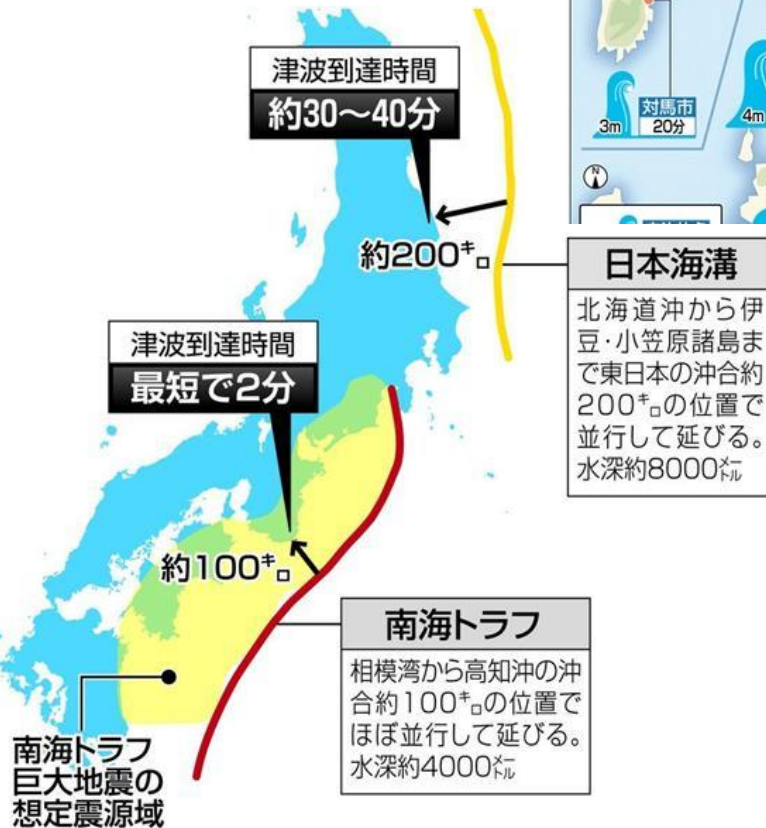 津波到達時間
約30〜40分
約200㌔
3m
対馬市
20分
4m
N
日本海溝
北海道沖から伊
豆・小笠原諸島ま
で東日本の沖合約
200㌔の位置で
並行して延びる。
水深約8000㍍
津波到達時間
最短で2分
約100㌔
南海トラフ
相模湾から高知沖の沖
合約100㌔の位置で
ほぼ並行して延びる。
水深約4000㍍
南海トラフ
巨大地震の
想定震源域